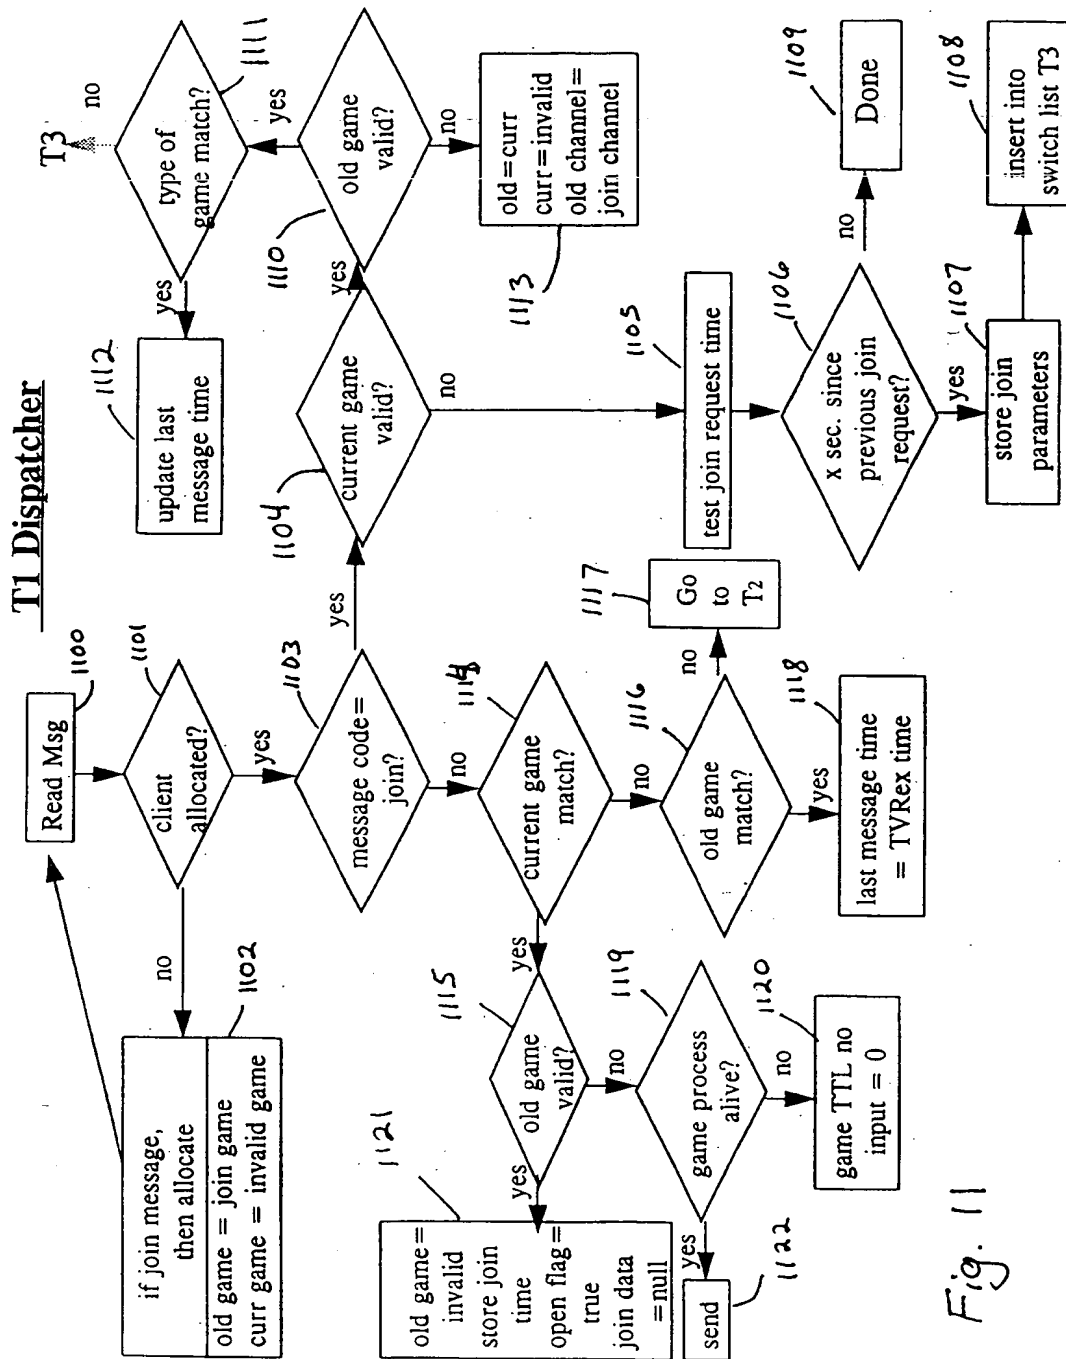 T1 Dispatcher
Read Msg
1100
client
allocated?
1101
no
yes
if join message,
then allocate
old game = join game
curr game = invalid game
1102
message code=
join?
1103
yes
no
current game
valid?
1104
yes
no
old game
valid?
1110
yes
no
type of
game match?
1111
no
T3
yes
update last
message time
1112
old=curr
curr=invalid
old channel=
join channel
1113
test join request time
1105
x sec. since
previous join
request?
1106
no
Done
1109
yes
store join
parameters
1107
insert into
switch list T3
1108
current game
match?
1114
yes
no
old game
match?
1116
no
Go
to
T2
1117
yes
last message time
= TVRex time
1118
old game
valid?
1115
yes
no
old game=
invalid
store join
time
open flag=
true
join data
=null
1121
game process
alive?
1119
yes
send
1122
no
game TTL no
input = 0
1120
Fig. 11